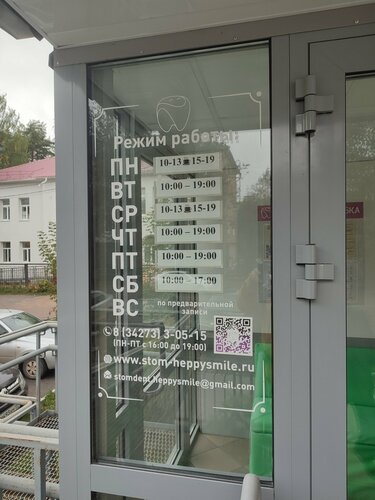 Режим работы:
ПН 10-13 15-19
ВТ 10:00 – 19:00
СР 10-13 15-19
ЧТ 10:00 – 19:00
ПТ 10:00 – 19:00
СБ 10:00 – 17:00
ВС по предварительной
записи
8 (34273) 3-05-15
(ПН-ПТ. с 16:00 до 19:00)
www.stom-heppysmile.ru
stomdent.heppysmile@gmail.com